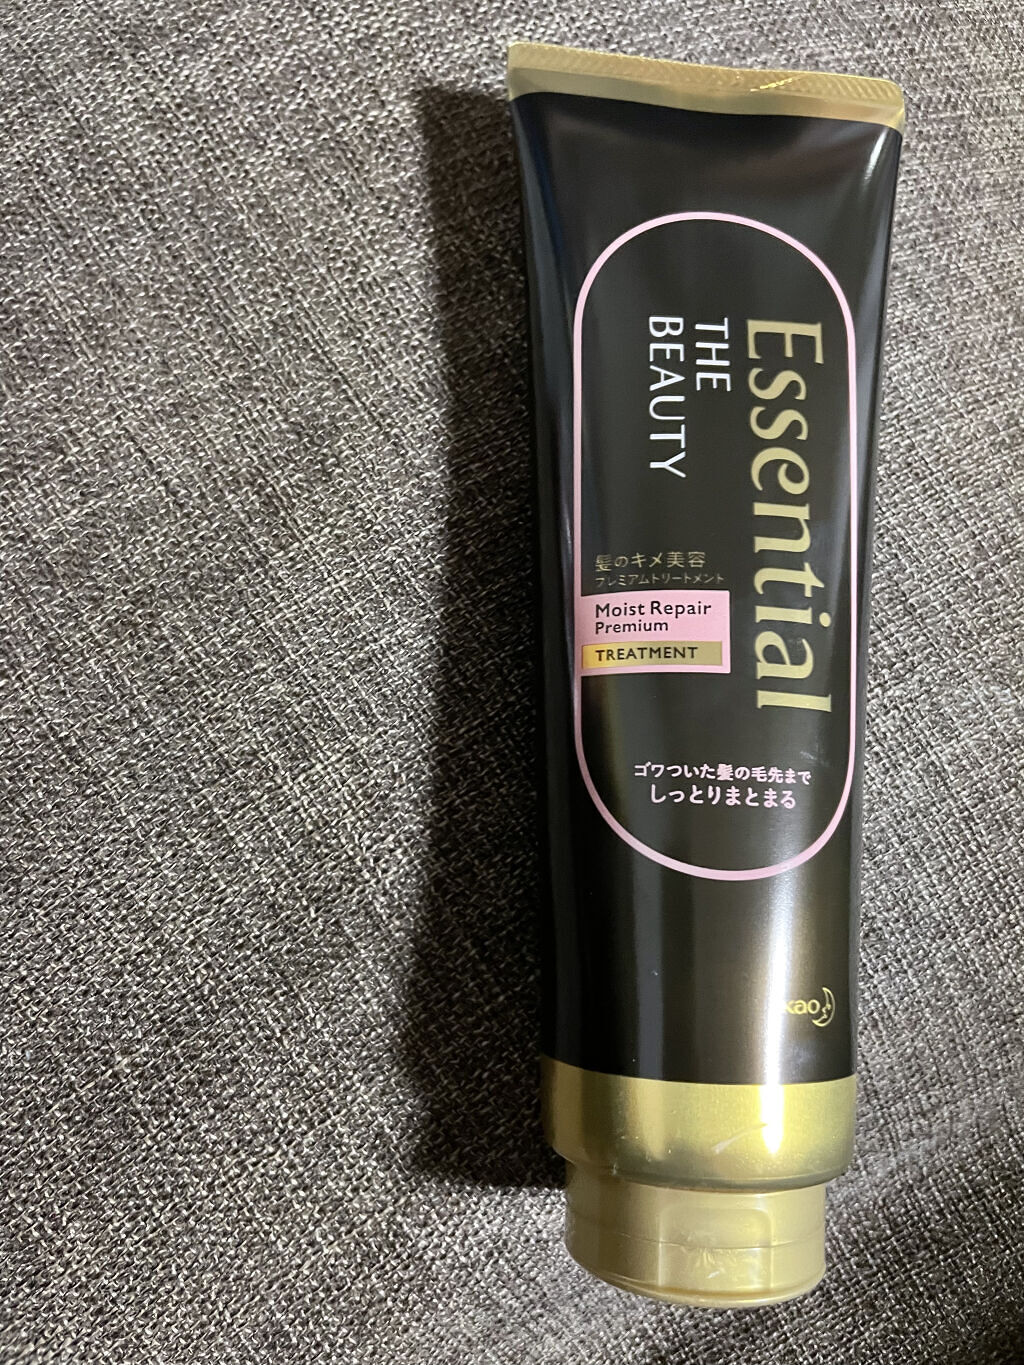 Essential
THE
BEAUTY
髪のキメ美容
プレミアムトリートメント
Moist Repair
Premium
TREATMENT
ゴワついた髪の毛先まで
しっとりまとまる
kao